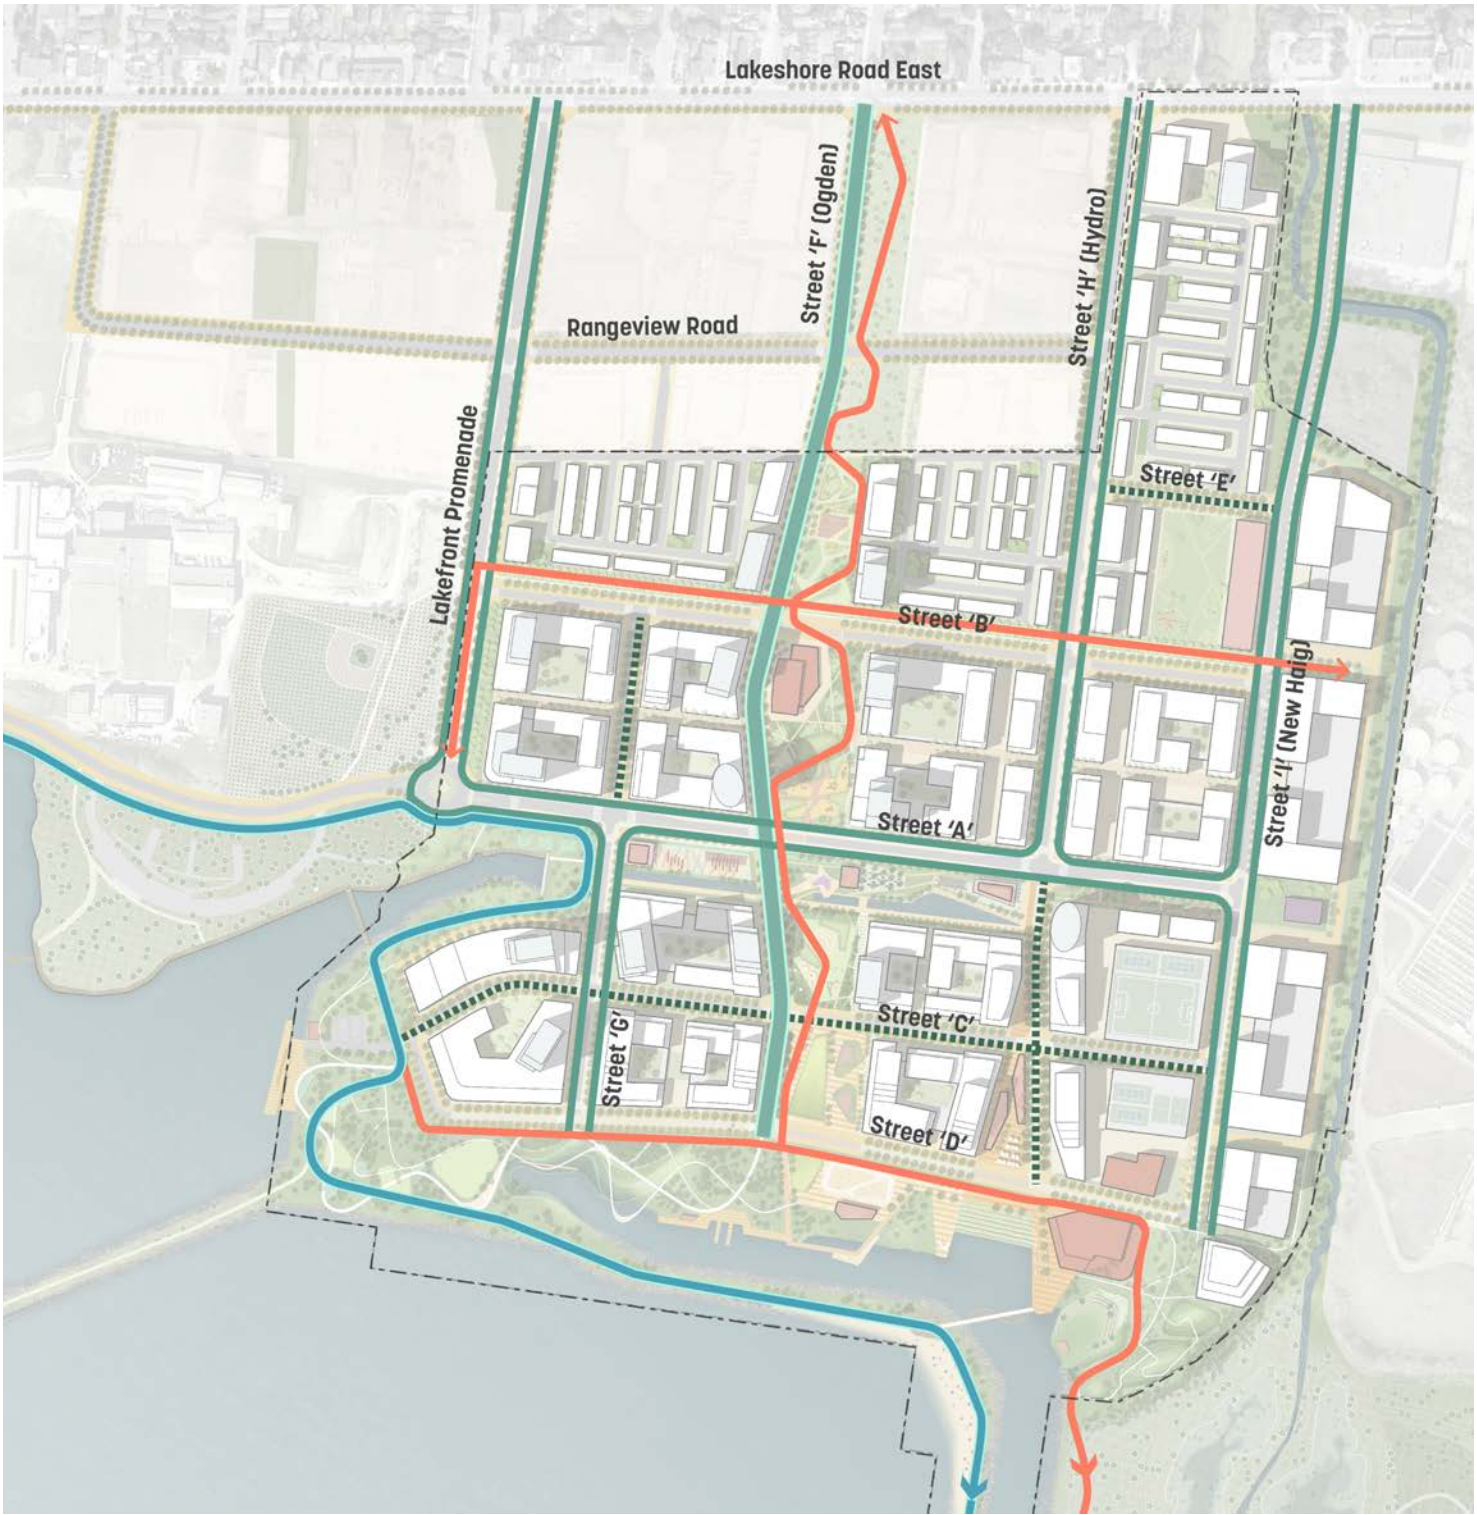 Lakeshore Road East
Street 'F' (Ogden)
Street 'H' (Hydro)
Rangeview Road
Lakefront Promenade
Street 'E'
Street 'B'
Street 'I' (New Haig)
Street 'A'
Street 'C'
Street 'G'
Street 'D'